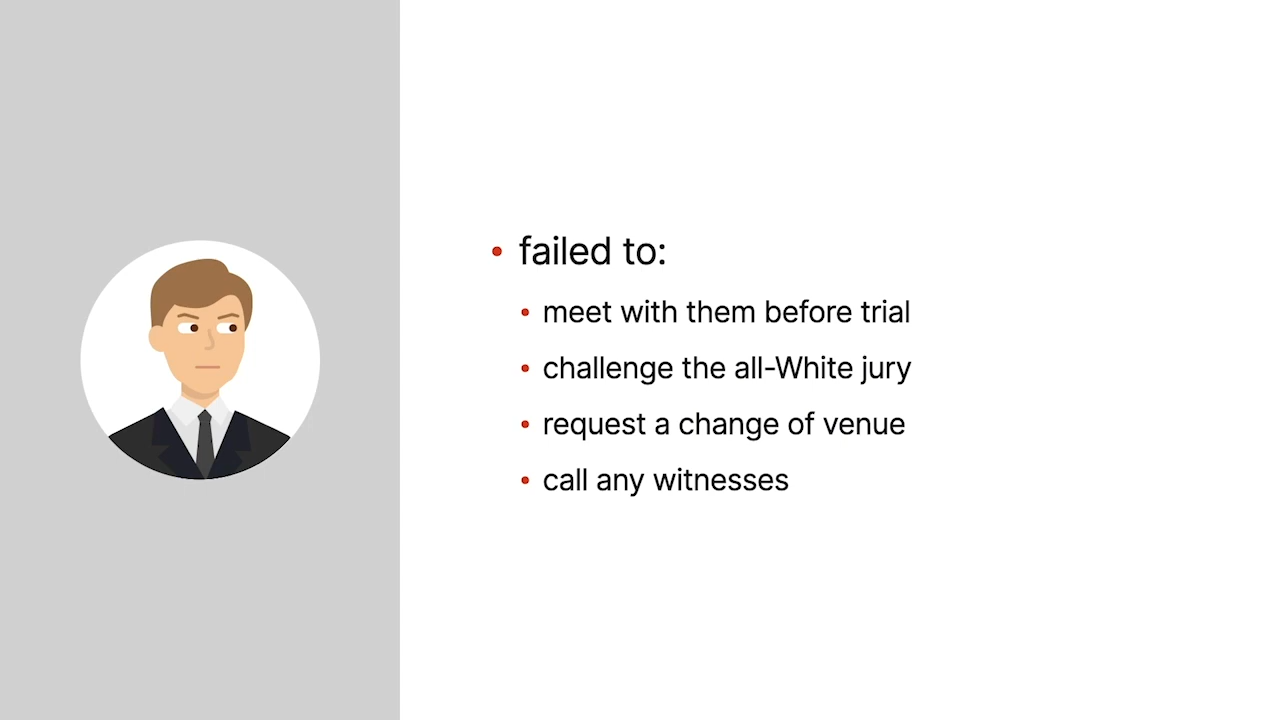 failed to:
meet with them before trial
challenge the all-White jury
request a change of venue
call any witnesses